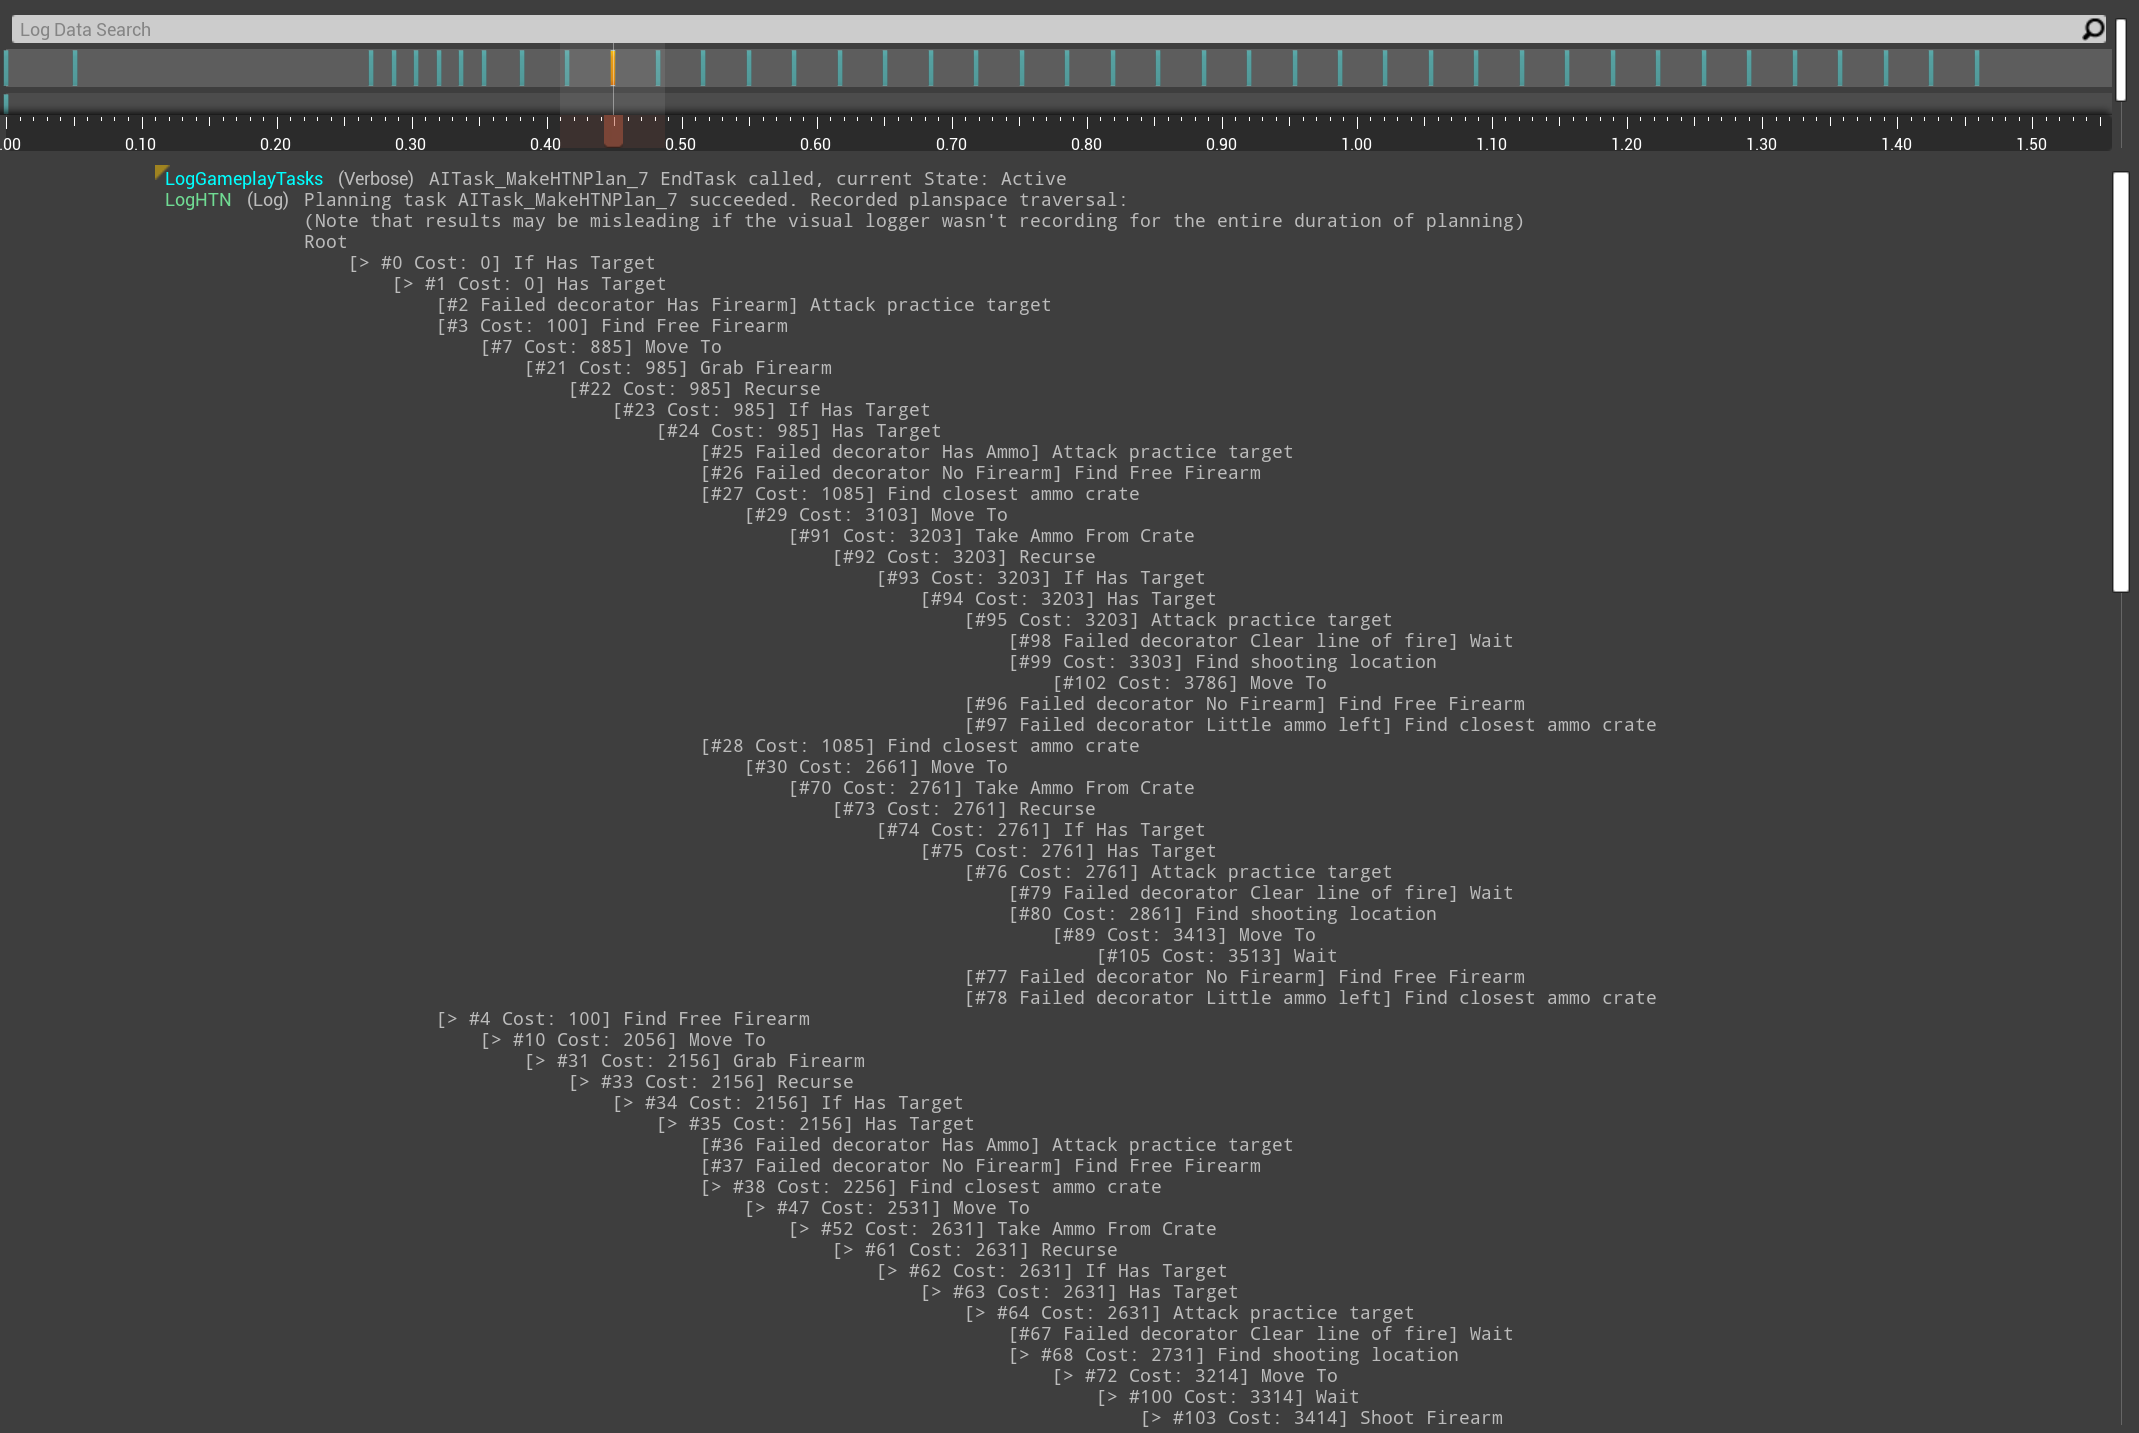 Log Data Search
.00 0.10 0.20 0.30 0.40 0.50 0.60 0.70 0.80 0.90 1.00 1.10 1.20 1.30 1.40 1.50
LogGameplayTasks (Verbose) AITask_MakeHTNPlan_7 EndTask called, current State: Active
LogHTN (Log) Planning task AITask_MakeHTNPlan_7 succeeded. Recorded planspace traversal:
(Note that results may be misleading if the visual logger wasn't recording for the entire duration of planning)
Root
[> #0 Cost: 0] If Has Target
[> #1 Cost: 0] Has Target
[#2 Failed decorator Has Firearm] Attack practice target
[#3 Cost: 100] Find Free Firearm
[#7 Cost: 885] Move To
[#21 Cost: 985] Grab Firearm
[#22 Cost: 985] Recurse
[#23 Cost: 985] If Has Target
[#24 Cost: 985] Has Target
[#25 Failed decorator Has Ammo] Attack practice target
[#26 Failed decorator No Firearm] Find Free Firearm
[#27 Cost: 1085] Find closest ammo crate
[#29 Cost: 3103] Move To
[#91 Cost: 3203] Take Ammo From Crate
[#92 Cost: 3203] Recurse
[#93 Cost: 3203] If Has Target
[#94 Cost: 3203] Has Target
[#95 Cost: 3203] Attack practice target
[#98 Failed decorator Clear line of fire] Wait
[#99 Cost: 3303] Find shooting location
[#102 Cost: 3786] Move To
[#96 Failed decorator No Firearm] Find Free Firearm
[#97 Failed decorator Little ammo left] Find closest ammo crate
[#28 Cost: 1085] Find closest ammo crate
[#30 Cost: 2661] Move To
[#70 Cost: 2761] Take Ammo From Crate
[#73 Cost: 2761] Recurse
[#74 Cost: 2761] If Has Target
[#75 Cost: 2761] Has Target
[#76 Cost: 2761] Attack practice target
[#79 Failed decorator Clear line of fire] Wait
[#80 Cost: 2861] Find shooting location
[#89 Cost: 3413] Move To
[#105 Cost: 3513] Wait
[#77 Failed decorator No Firearm] Find Free Firearm
[#78 Failed decorator Little ammo left] Find closest ammo crate
[> #4 Cost: 100] Find Free Firearm
[> #10 Cost: 2056] Move To
[> #31 Cost: 2156] Grab Firearm
[> #33 Cost: 2156] Recurse
[> #34 Cost: 2156] If Has Target
[> #35 Cost: 2156] Has Target
[#36 Failed decorator Has Ammo] Attack practice target
[#37 Failed decorator No Firearm] Find Free Firearm
[> #38 Cost: 2256] Find closest ammo crate
[> #47 Cost: 2531] Move To
[> #52 Cost: 2631] Take Ammo From Crate
[> #61 Cost: 2631] Recurse
[> #62 Cost: 2631] If Has Target
[> #63 Cost: 2631] Has Target
[> #64 Cost: 2631] Attack practice target
[#67 Failed decorator Clear line of fire] Wait
[> #68 Cost: 2731] Find shooting location
[> #72 Cost: 3214] Move To
[> #100 Cost: 3314] Wait
[> #103 Cost: 3414] Shoot Firearm